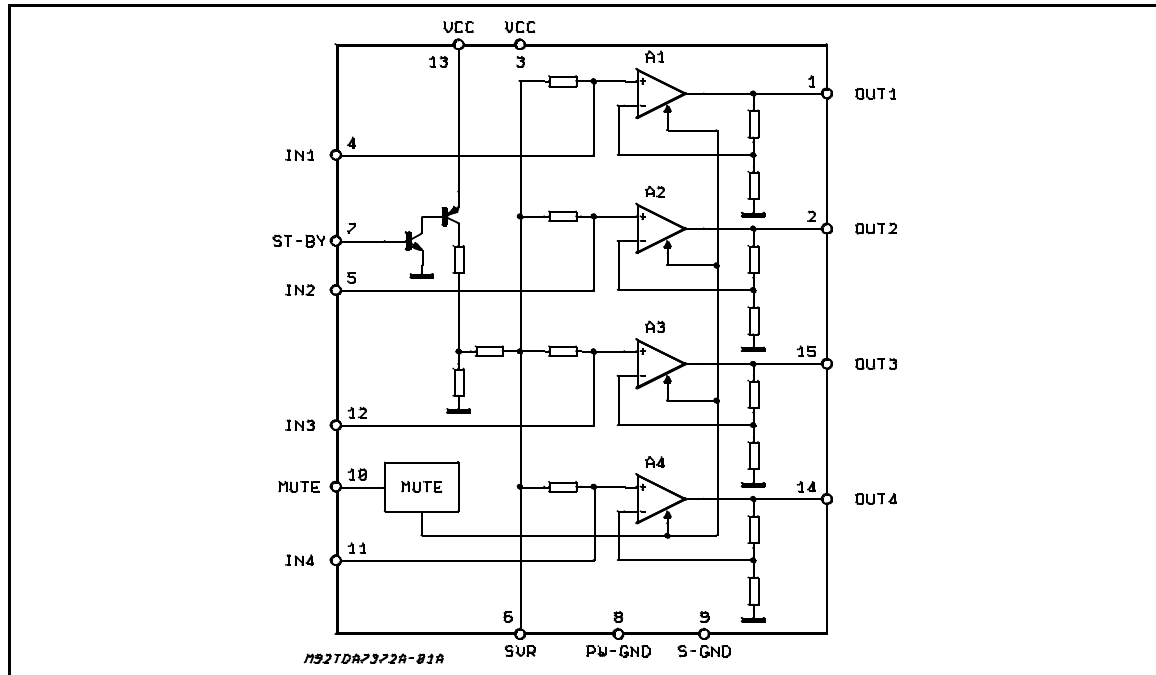 VCC VCC
13 3 A1
1 OUT1
+
-
4
IN1
A2
2 OUT2
+
-
7
ST-BY
5
IN2
A3
15 OUT3
+
-
12
IN3
A4
10
MUTE MUTE
+
-
14 OUT4
11
IN4
6 8 9
SVR PW-GND S-GND
M92TDA7372A-01A